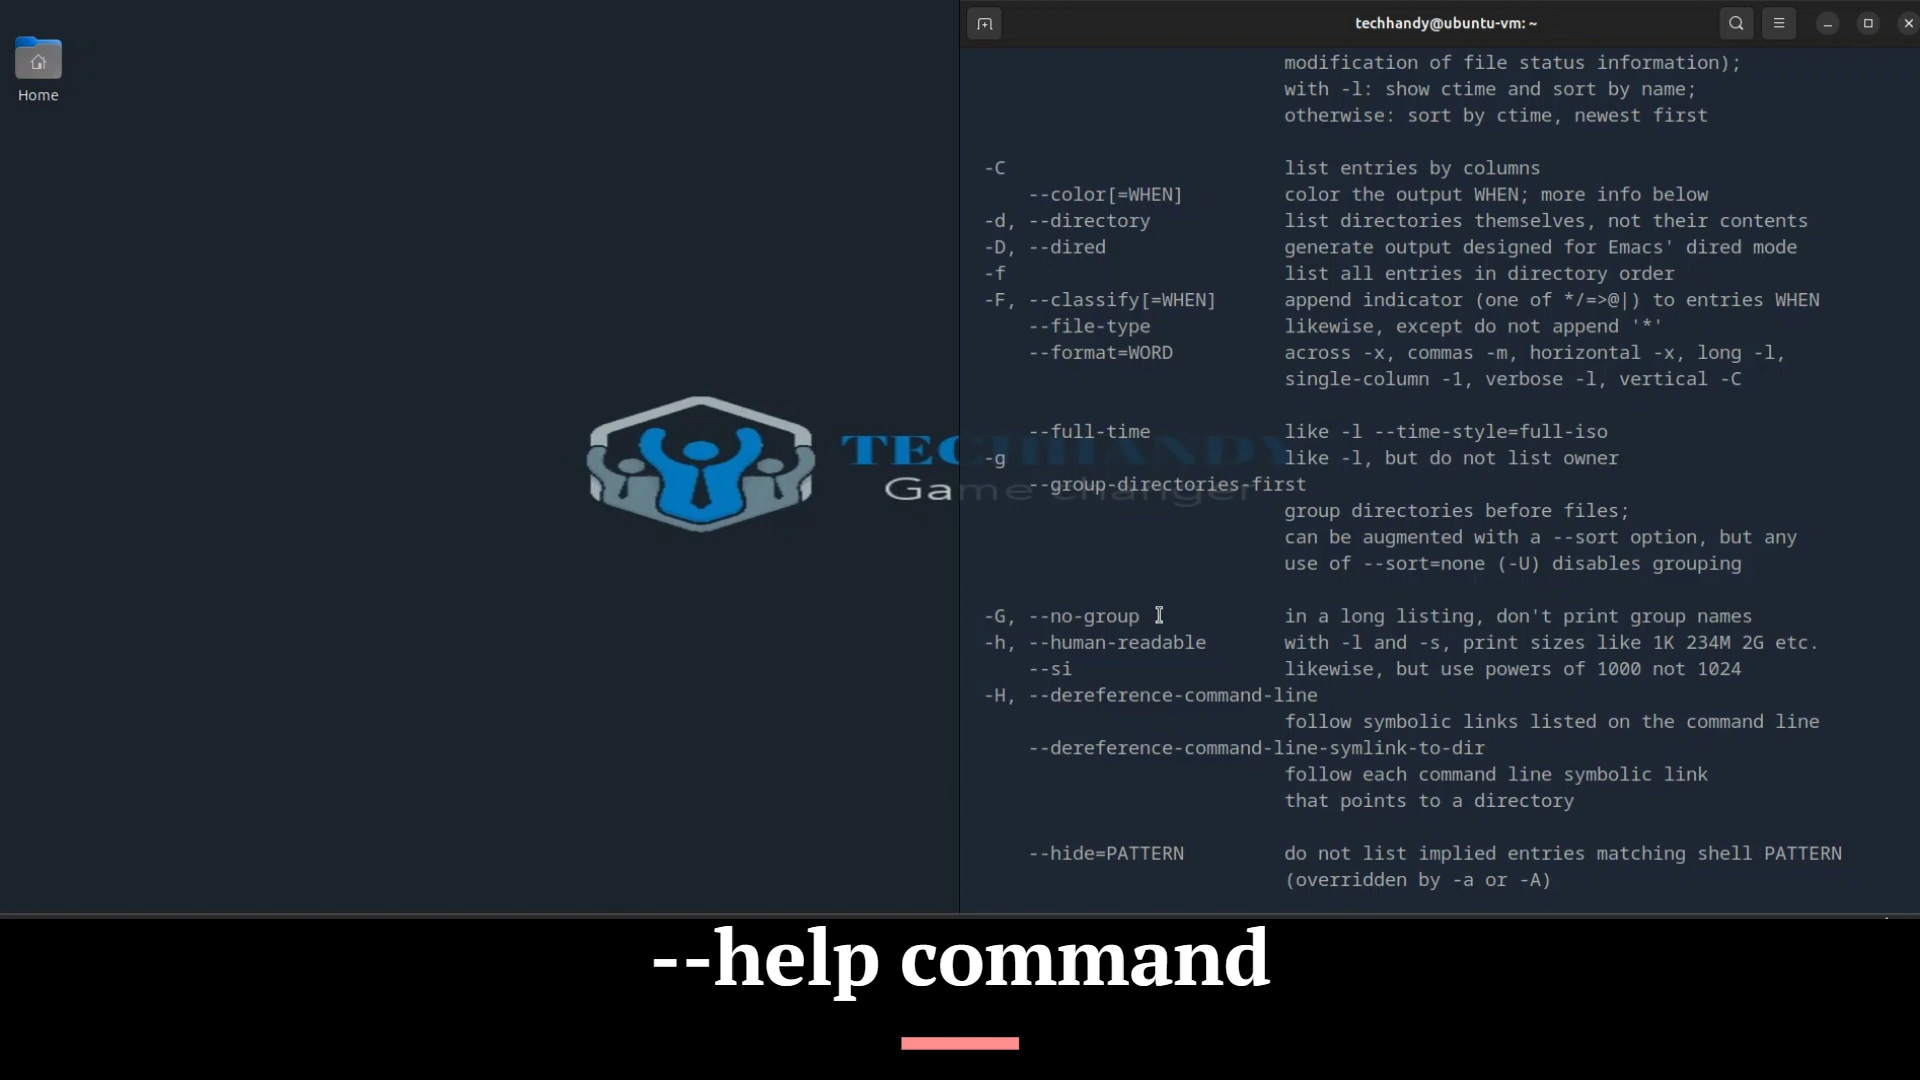 Home
techhandy@ubuntu-vm: ~
modification of file status information);
with -l: show ctime and sort by name;
otherwise: sort by ctime, newest first
-C list entries by columns
--color[=WHEN] color the output WHEN; more info below
-d, --directory list directories themselves, not their contents
-D, --dired generate output designed for Emacs' dired mode
-f list all entries in directory order
-F, --classify[=WHEN] append indicator (one of */=>@|) to entries WHEN
--file-type likewise, except do not append '*'
--format=WORD across -x, commas -m, horizontal -x, long -l,
single-column -1, verbose -l, vertical -C
--full-time like -l --time-style=full-iso
-g like -l, but do not list owner
--group-directories-first
group directories before files;
can be augmented with a --sort option, but any
use of --sort=none (-U) disables grouping
-G, --no-group in a long listing, don't print group names
-h, --human-readable with -l and -s, print sizes like 1K 234M 2G etc.
--si likewise, but use powers of 1000 not 1024
-H, --dereference-command-line
follow symbolic links listed on the command line
--dereference-command-line-symlink-to-dir
follow each command line symbolic link
that points to a directory
--hide=PATTERN do not list implied entries matching shell PATTERN
(overridden by -a or -A)
TECHHANDY
Game changer
--help command